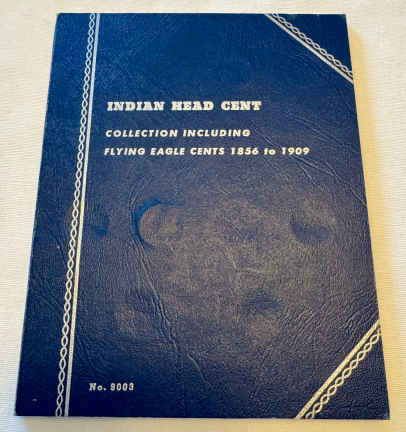 INDIAN HEAD CENT
COLLECTION INCLUDING
FLYING EAGLE CENTS 1856 to 1909
No. 9003